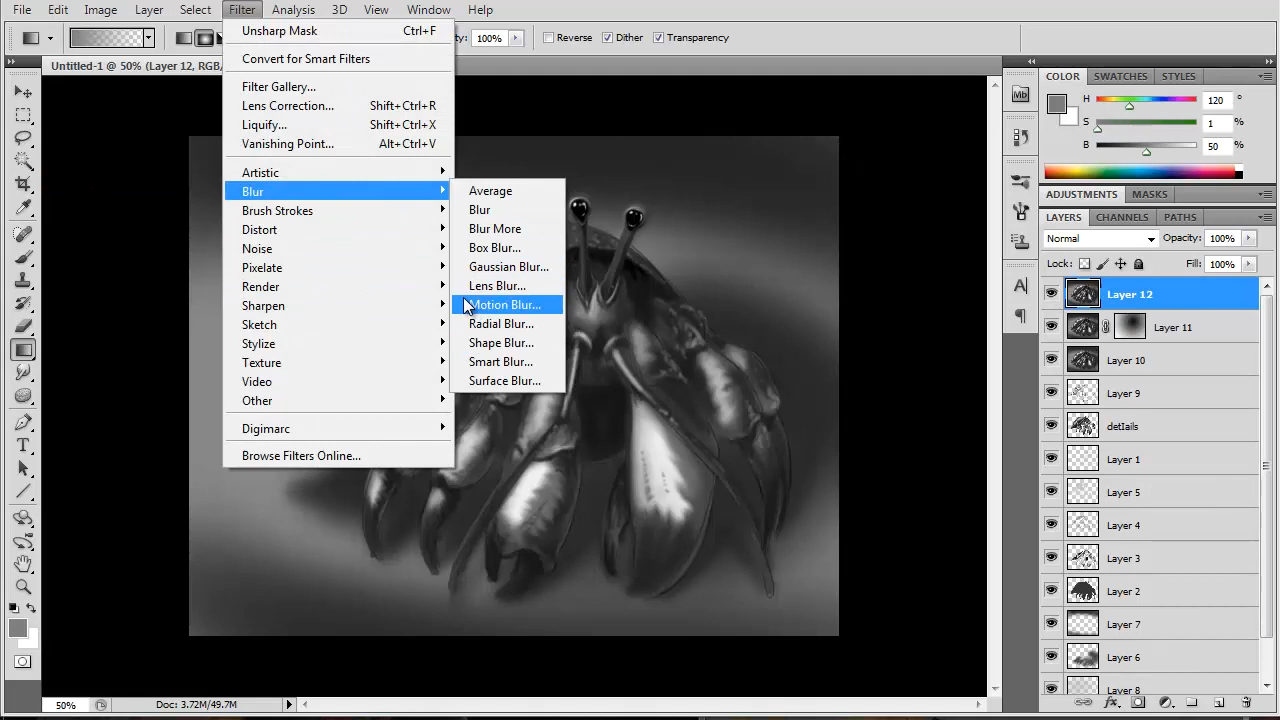 File Edit Image Layer Select Filter Analysis 3D View Window Help
100% Reverse Dither Transparency
Untitled-1 @ 50% (Layer 12, RGB/
Unsharp Mask Ctrl+F
Convert for Smart Filters
Filter Gallery...
Lens Correction... Shift+Ctrl+R
Liquify... Shift+Ctrl+X
Vanishing Point... Alt+Ctrl+V
Artistic
Blur
Brush Strokes
Distort
Noise
Pixelate
Render
Sharpen
Sketch
Stylize
Texture
Video
Other
Digimarc
Browse Filters Online...
Average
Blur
Blur More
Box Blur...
Gaussian Blur...
Lens Blur...
Motion Blur...
Radial Blur...
Shape Blur...
Smart Blur...
Surface Blur...
Mb
COLOR SWATCHES STYLES
H 120 °
S 1 %
B 50 %
ADJUSTMENTS MASKS
LAYERS CHANNELS PATHS
Normal Opacity: 100%
Lock: Fill: 100%
Layer 12
Layer 11
Layer 10
Layer 9
detIails
Layer 1
Layer 5
Layer 4
Layer 3
Layer 2
Layer 7
Layer 6
Layer 8
50% Doc: 3.72M/49.7M